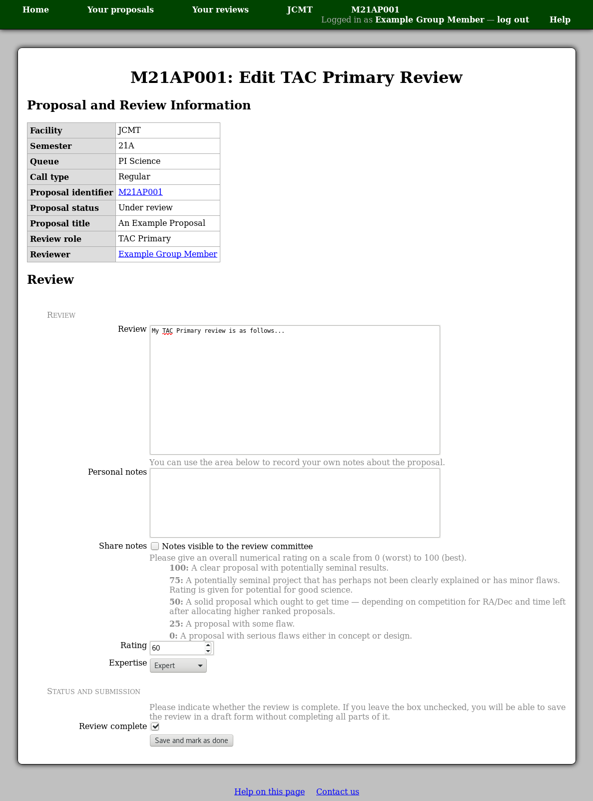 Home Your proposals Your reviews JCMT M21AP001
Logged in as Example Group Member — log out Help
M21AP001: Edit TAC Primary Review
Proposal and Review Information
Facility JCMT
Semester 21A
Queue PI Science
Call type Regular
Proposal identifier M21AP001
Proposal status Under review
Proposal title An Example Proposal
Review role TAC Primary
Reviewer Example Group Member
Review
Review
Review My TAC Primary review is as follows...
You can use the area below to record your own notes about the proposal.
Personal notes
Share notes Notes visible to the review committee
Please give an overall numerical rating on a scale from 0 (worst) to 100 (best).
100: A clear proposal with potentially seminal results.
75: A potentially seminal project that has perhaps not been clearly explained or has minor flaws.
Rating is given for potential for good science.
50: A solid proposal which ought to get time — depending on competition for RA/Dec and time left
after allocating higher ranked proposals.
25: A proposal with some flaw.
0: A proposal with serious flaws either in concept or design.
Rating 60
Expertise Expert
Status and submission
Please indicate whether the review is complete. If you leave the box unchecked, you will be able to save
the review in a draft form without completing all parts of it.
Review complete
Save and mark as done
Help on this page Contact us